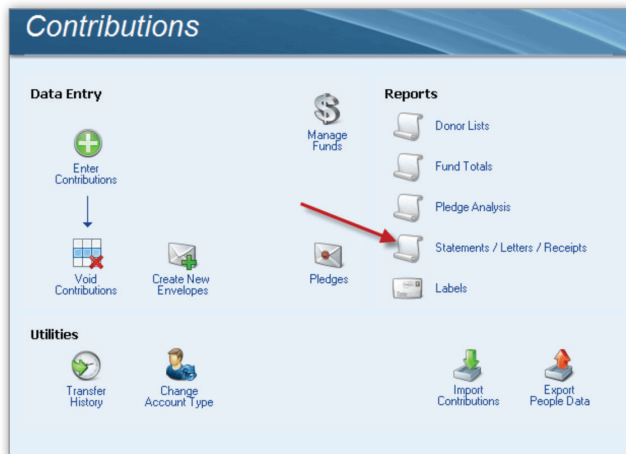 Contributions
Data Entry
Manage
Funds
Enter
Contributions
Void
Contributions
Create New
Envelopes
Pledges
Reports
Donor Lists
Fund Totals
Pledge Analysis
Statements / Letters / Receipts
Labels
Utilities
Transfer
History
Change
Account Type
Import
Contributions
Export
People Data